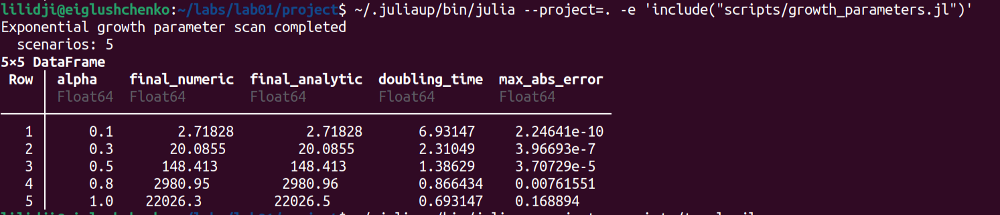 lilidji@eiglushchenko:~/labs/lab01/project$ ~/.juliaup/bin/julia --project=. -e 'include("scripts/growth_parameters.jl")'
Exponential growth parameter scan completed
  scenarios: 5
5×5 DataFrame
 Row │ alpha    final_numeric  final_analytic  doubling_time  max_abs_error
     │ Float64  Float64        Float64         Float64        Float64
   1 │     0.1        2.71828         2.71828       6.93147     2.24641e-10
   2 │     0.3       20.0855         20.0855        2.31049     3.96693e-7
   3 │     0.5      148.413         148.413         1.38629     3.70729e-5
   4 │     0.8     2980.95         2980.96          0.866434    0.00761551
   5 │     1.0    22026.3         22026.5           0.693147    0.168894